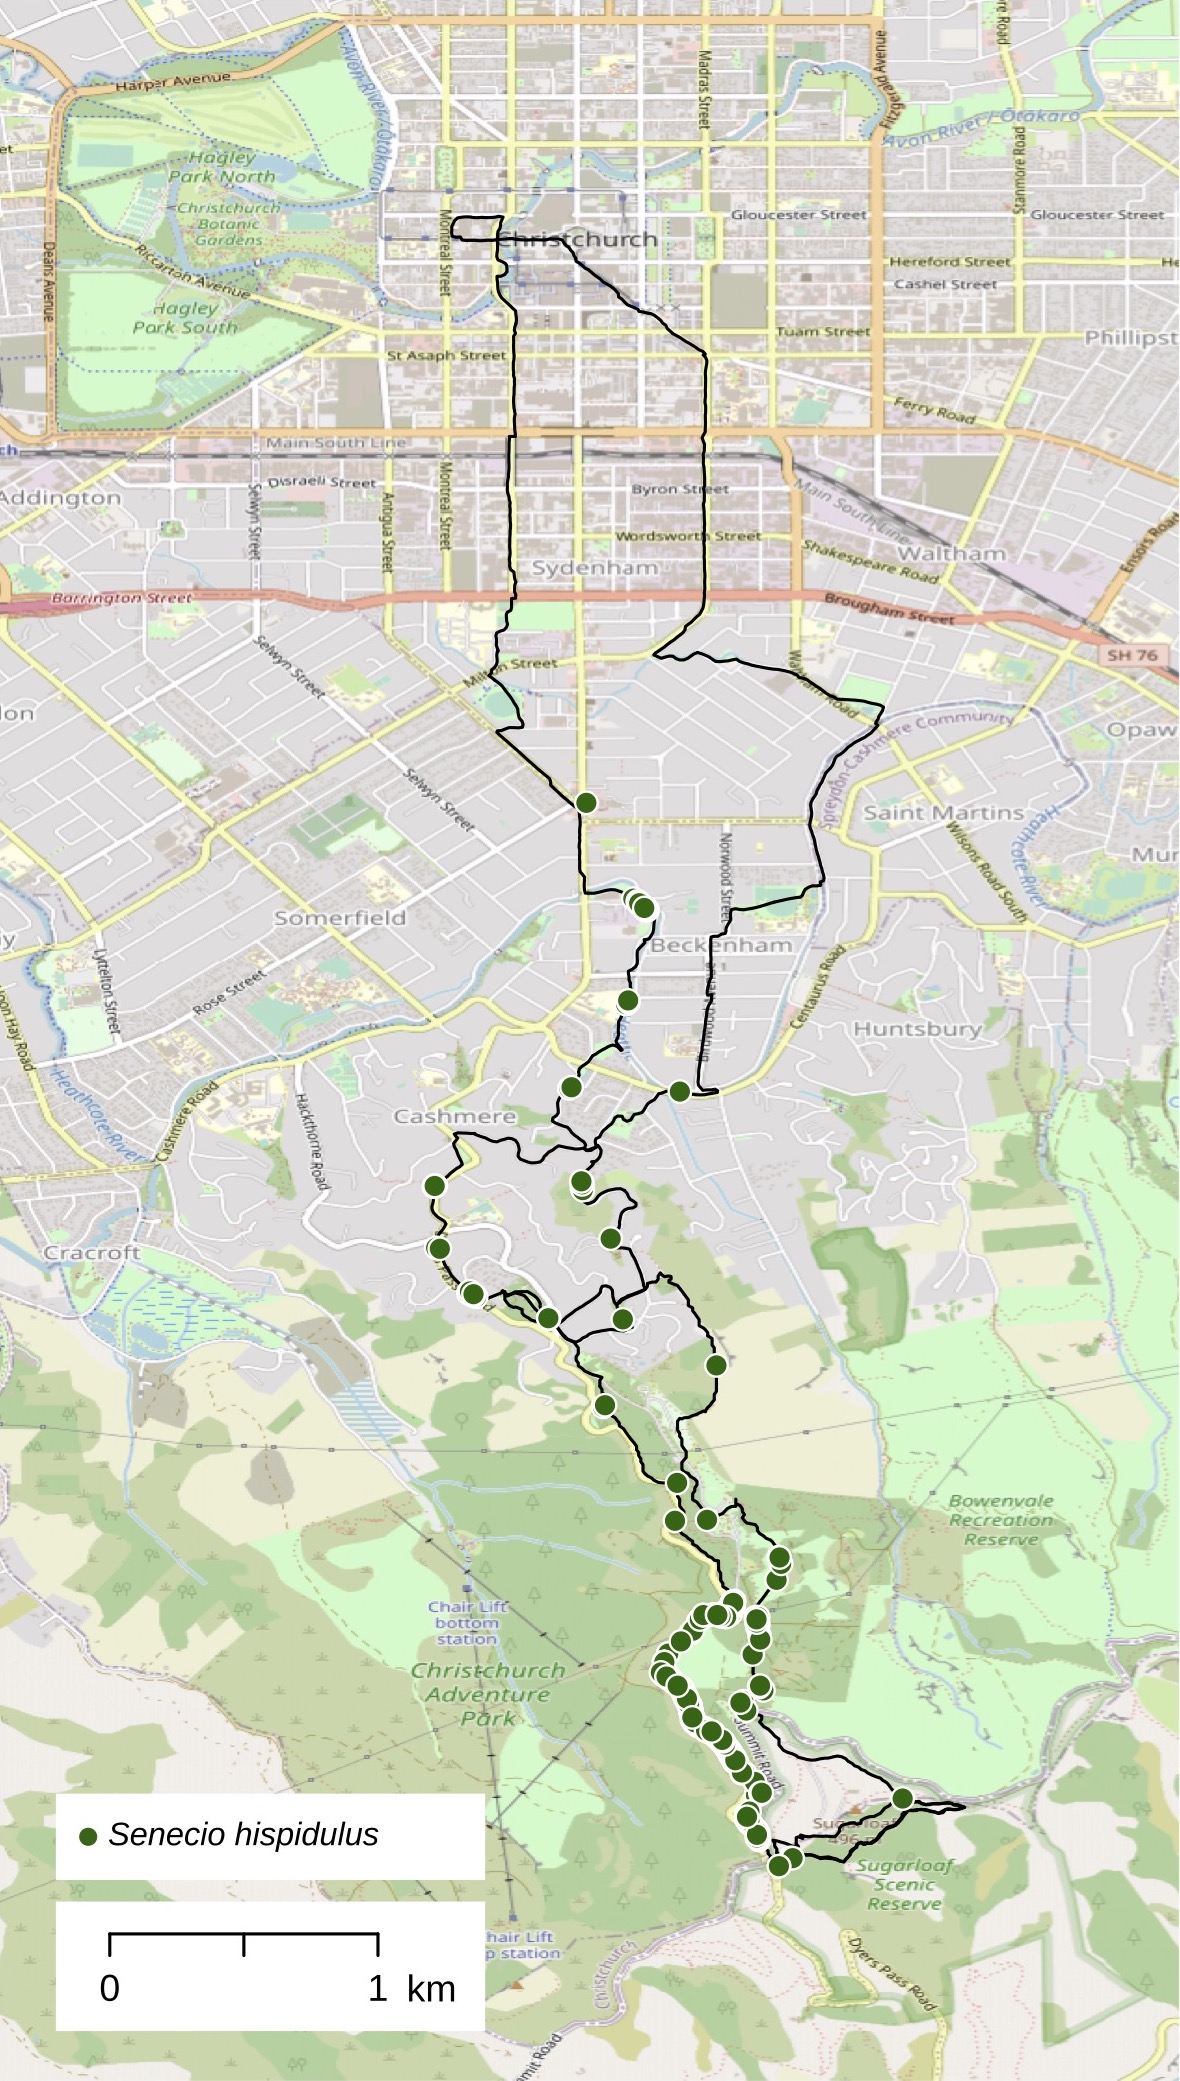 Harper Avenue
Avon River/Ōtākaro
Madras Street
Fitzgerald Avenue
Avon River / Ōtākaro
Stanmore Road
Hagley
Park North
Christchurch
Botanic
Gardens
Montreal Street
Gloucester Street
Gloucester Street
Christchurch
Deans Avenue
Riccarton Avenue
Hereford Street
Cashel Street
Hagley
Park South
Tuam Street
Phillipst
St Asaph Street
Ferry Road
Main South Line
Addington
Disraeli Street
Selwyn Street
Antigua Street
Montreal Street
Byron Street
Main South Line
Wordsworth Street
Shakespeare Road
Waltham
Ensors Road
Sydenham
Barrington Street
Brougham Street
SH 76
Selwyn Street
Milton Street
Waltham Road
Spreydon-Cashmere Community
Opaw
Selwyn Street
Saint Martins
Heathcote River
Norwood Street
Wilsons Road South
Mur
Somerfield
Beckenham
Lyttelton Street
Rose Street
Centaurus Road
Hoon Hay Road
Huntsbury
Heathcote River
Cashmere Road
Hackthorne Road
Cashmere
Cracroft
Bowenvale
Recreation
Reserve
Chair Lift
bottom
station
Christchurch
Adventure
Park
Summit Road
Sugarloaf
496 m
Senecio hispidulus
Sugarloaf
Scenic
Reserve
hair Lift
p station
Christchurch
Dyers Pass Road
0 1 km
mit Road